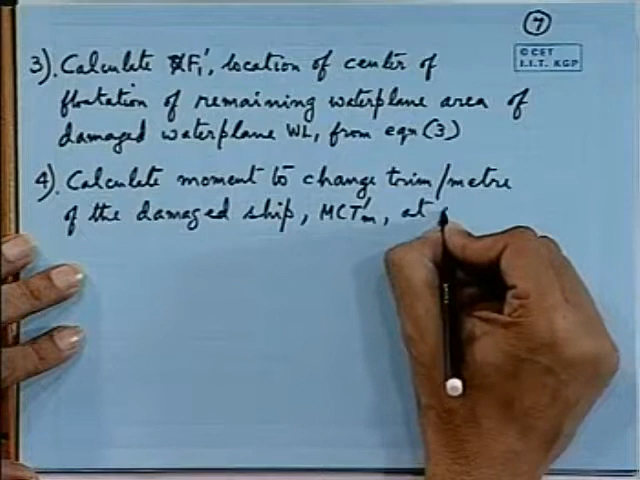 7
© CET
I.I.T. KGP
3). Calculate F₁', location of center of
floatation of remaining waterplane area of
damaged waterplane WL, from eqn (3)
4). Calculate moment to change trim/metre
of the damaged ship, MCT'm, at